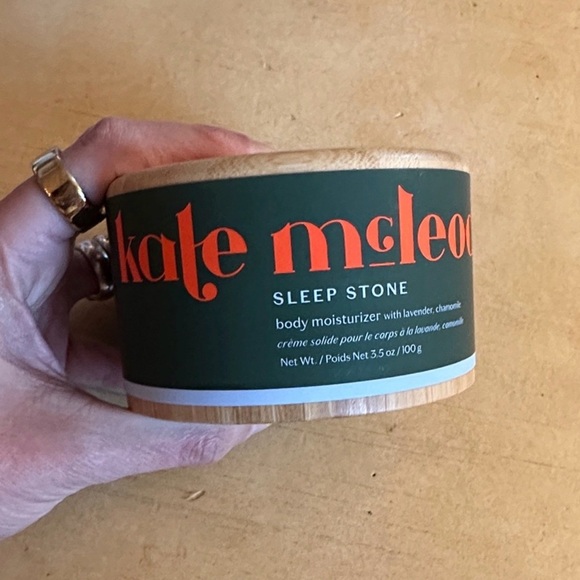 kate mcleod
SLEEP STONE
body moisturizer with lavender, chamomile
crème solide pour le corps à la lavande, camomille
Net Wt. / Poids Net 3.5 oz / 100 g